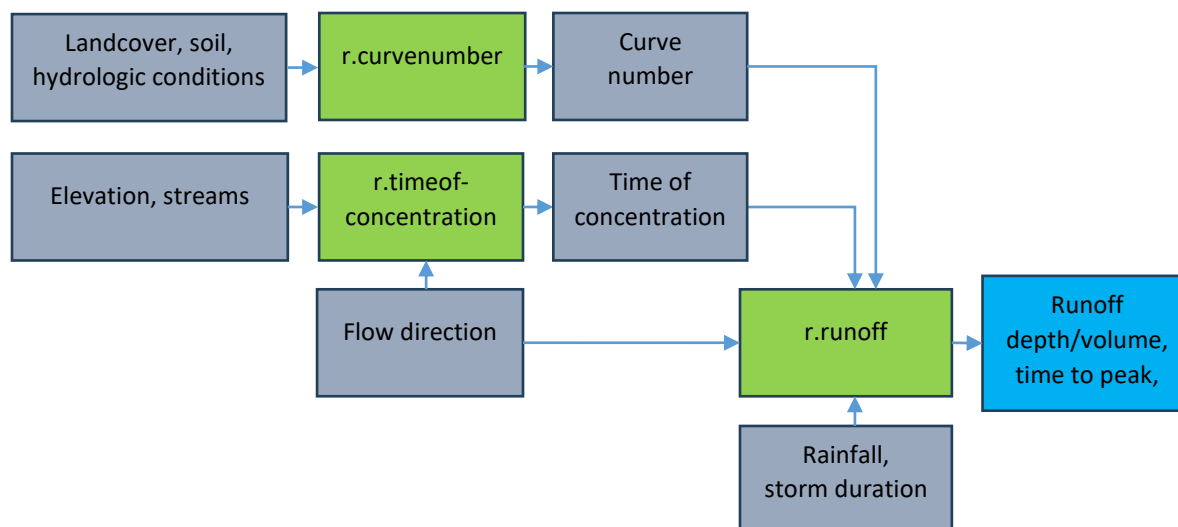 Landcover, soil,
hydrologic conditions
r.curvenumber
Curve
number
Elevation, streams
r.timeof-
concentration
Time of
concentration
Flow direction
r.runoff
Runoff
depth/volume,
time to peak,
Rainfall,
storm duration